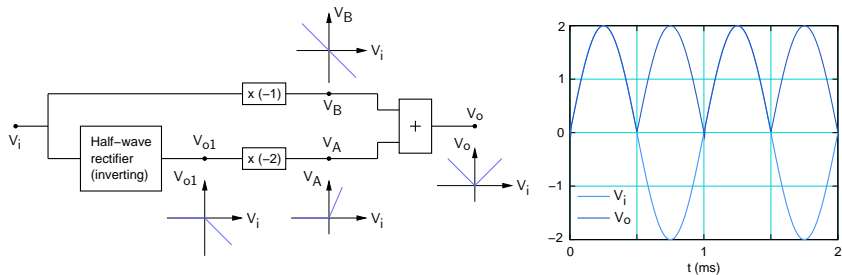 V_B
V_i
x (−1)
V_B
V_i
Half−wave
rectifier
(inverting)
V_o1
x (−2)
V_A
+
V_o
V_o1
V_i
V_A
V_i
V_o
V_i
2
1
0
−1
−2
V_i
V_o
0
1
2
t (ms)